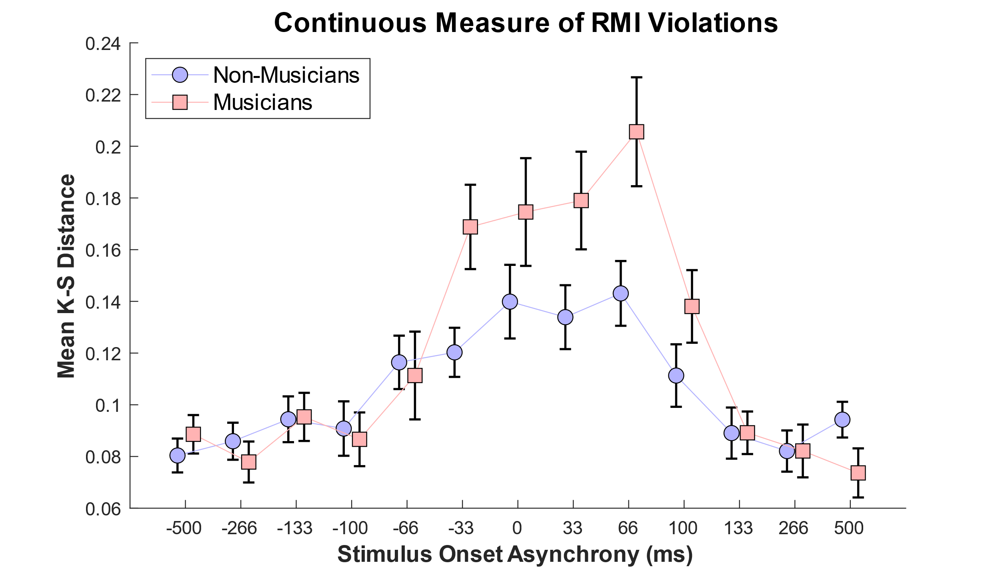 Continuous Measure of RMI Violations
0.24
0.22
0.2
0.18
0.16
0.14
0.12
0.1
0.08
0.06
Mean K-S Distance
Non-Musicians
Musicians
-500 -266 -133 -100 -66 -33 0 33 66 100 133 266 500
Stimulus Onset Asynchrony (ms)